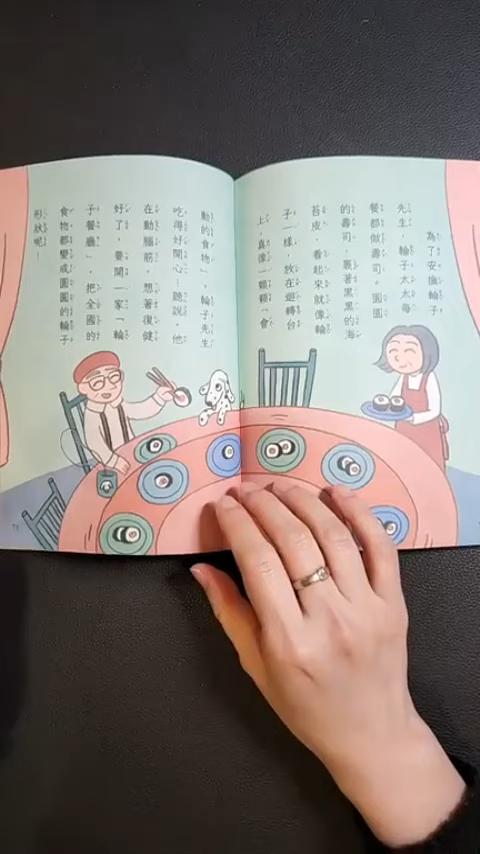 為了安撫輪子
先生,輪子太太每
餐都做壽司。圓圓
的壽司,裹著黑黑的海
苔皮,看起來就像輪
子一樣,放在迴轉台
上,真像一顆顆「會
動的食物」,輪子先生
吃得好開心!聽說,他
在動腦筋,想著復健
好了,要開一家「輪
子餐廳」,把全國的
食物都變成圓圓的輪子
形狀呢!